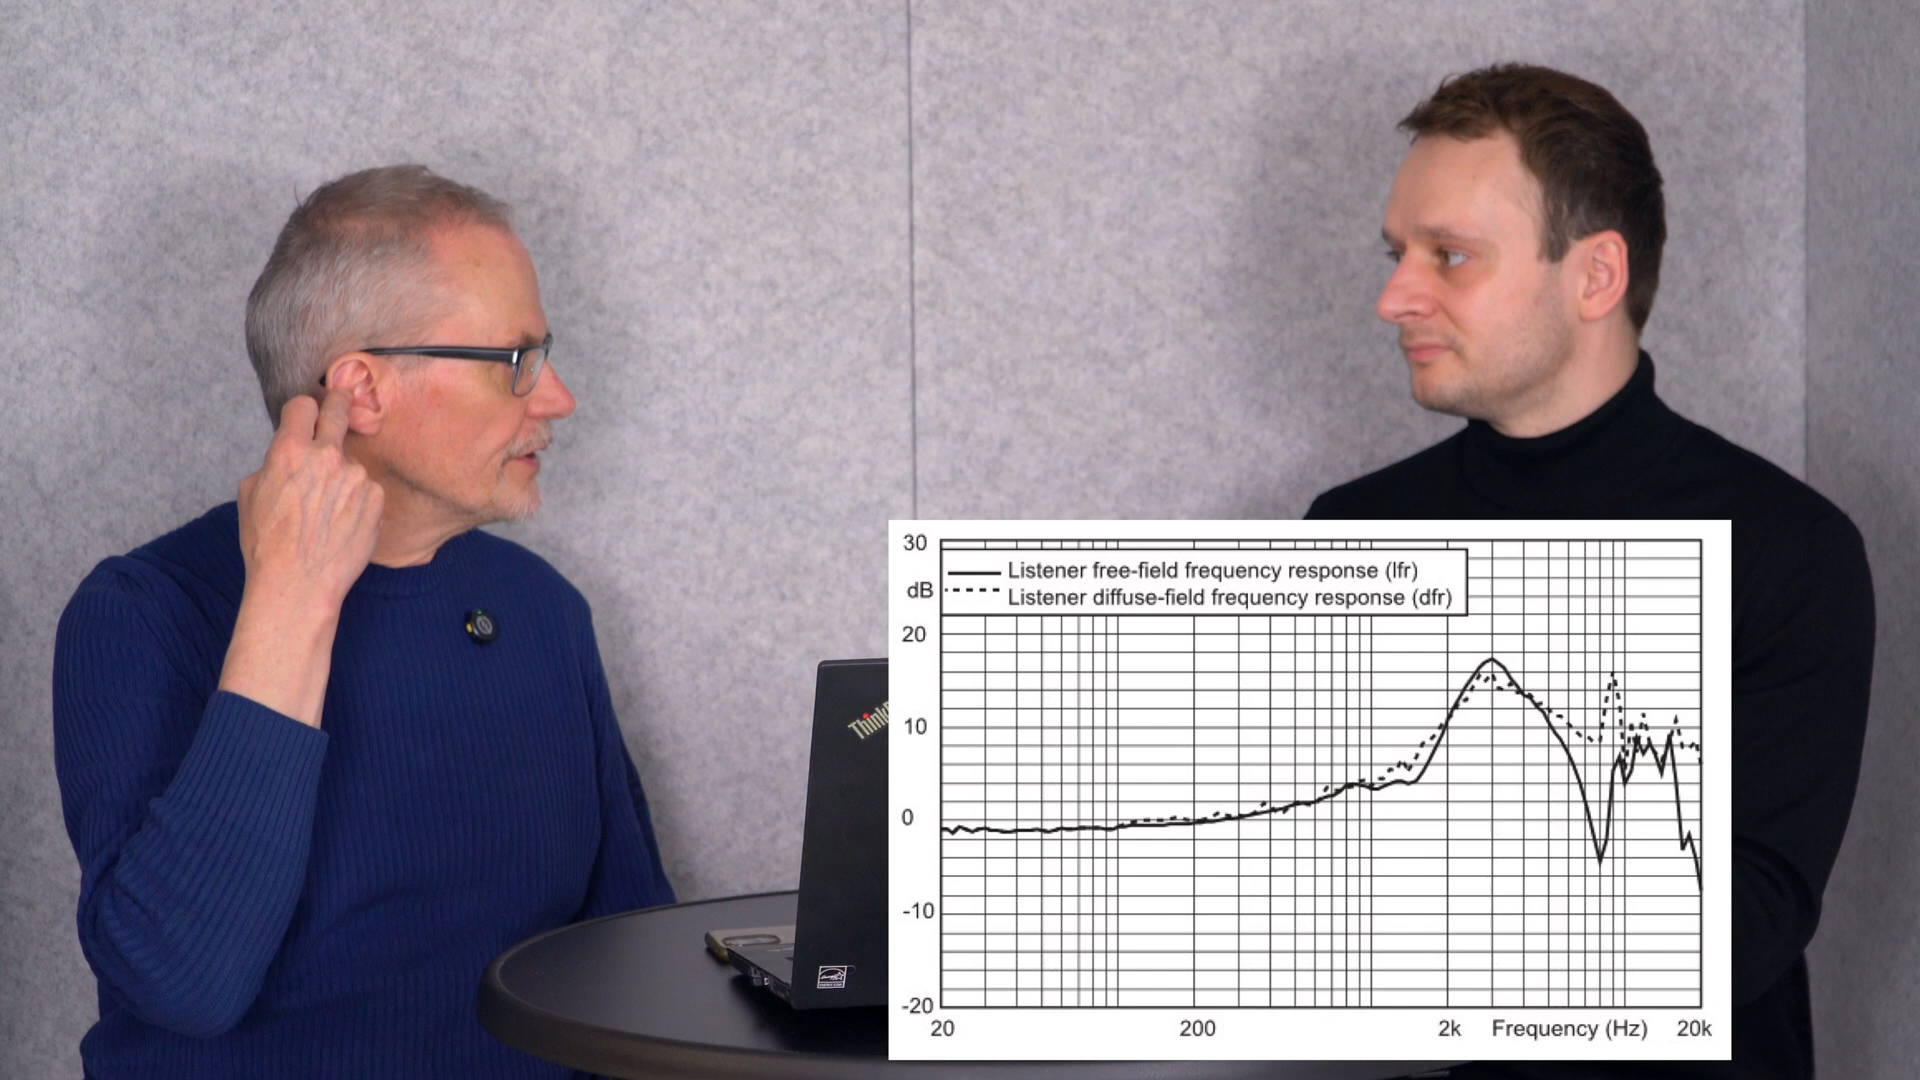 30
Listener free-field frequency response (lfr)
dB
Listener diffuse-field frequency response (dfr)
20
10
0
-10
-20
20 200 2k Frequency (Hz) 20k